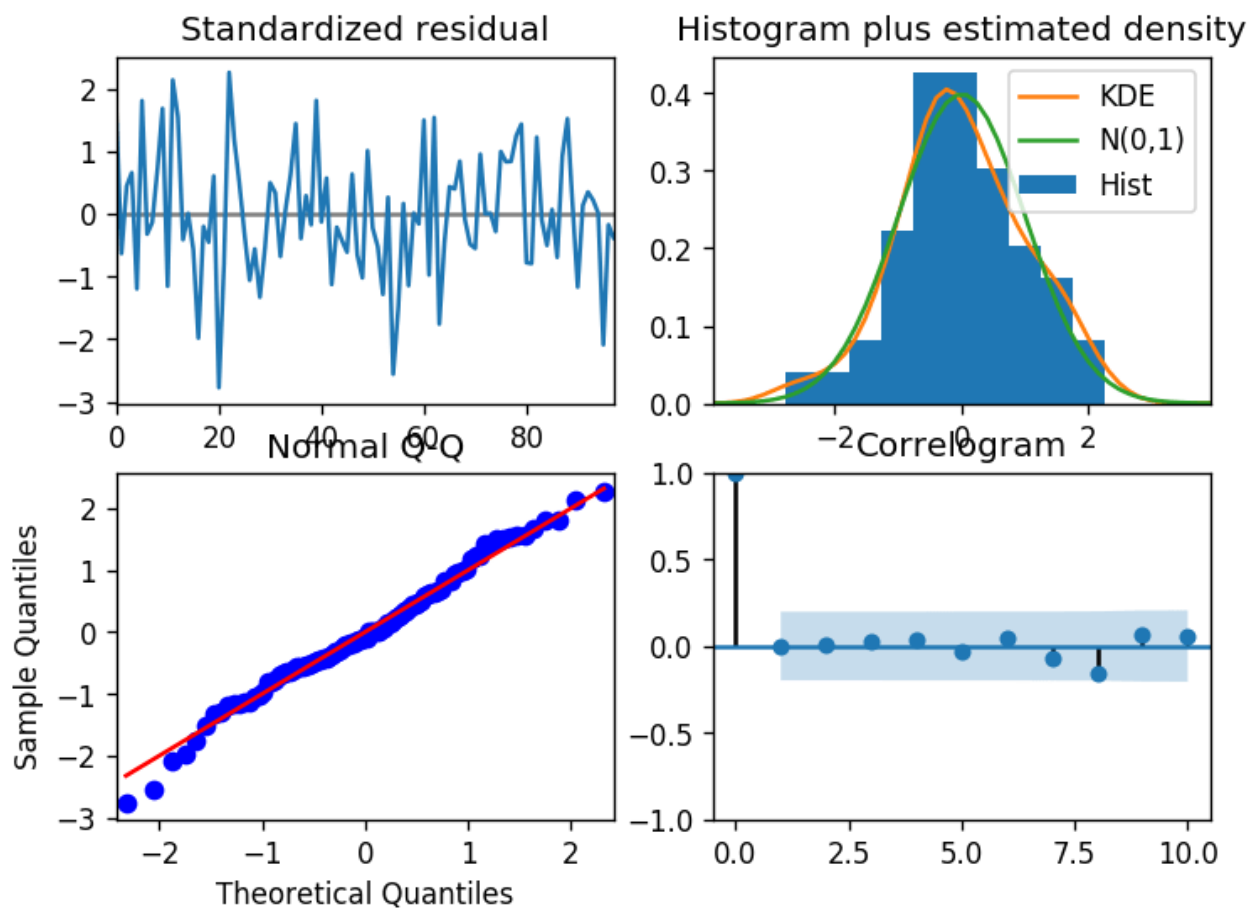 Standardized residual
2
1
0
−1
−2
−3
0 20 40 60 80
Histogram plus estimated density
KDE
N(0,1)
Hist
0.4
0.3
0.2
0.1
0.0
−2 0 2
Normal Q-Q
Sample Quantiles
2
1
0
−1
−2
−3
−2 −1 0 1 2
Theoretical Quantiles
Correlogram
1.0
0.5
0.0
−0.5
−1.0
0.0 2.5 5.0 7.5 10.0